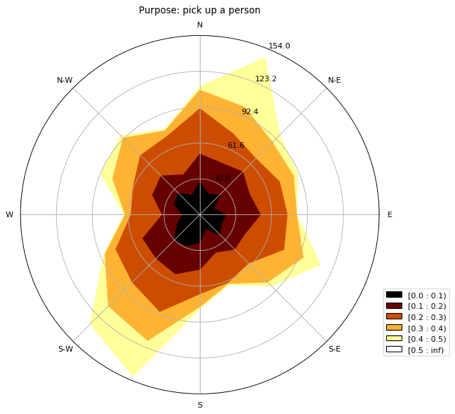 Purpose: pick up a person
N
154.0
N-W
N-E
123.2
92.4
61.6
W
E
S-W
S-E
S
[0.0 : 0.1)
[0.1 : 0.2)
[0.2 : 0.3)
[0.3 : 0.4)
[0.4 : 0.5)
[0.5 : inf)